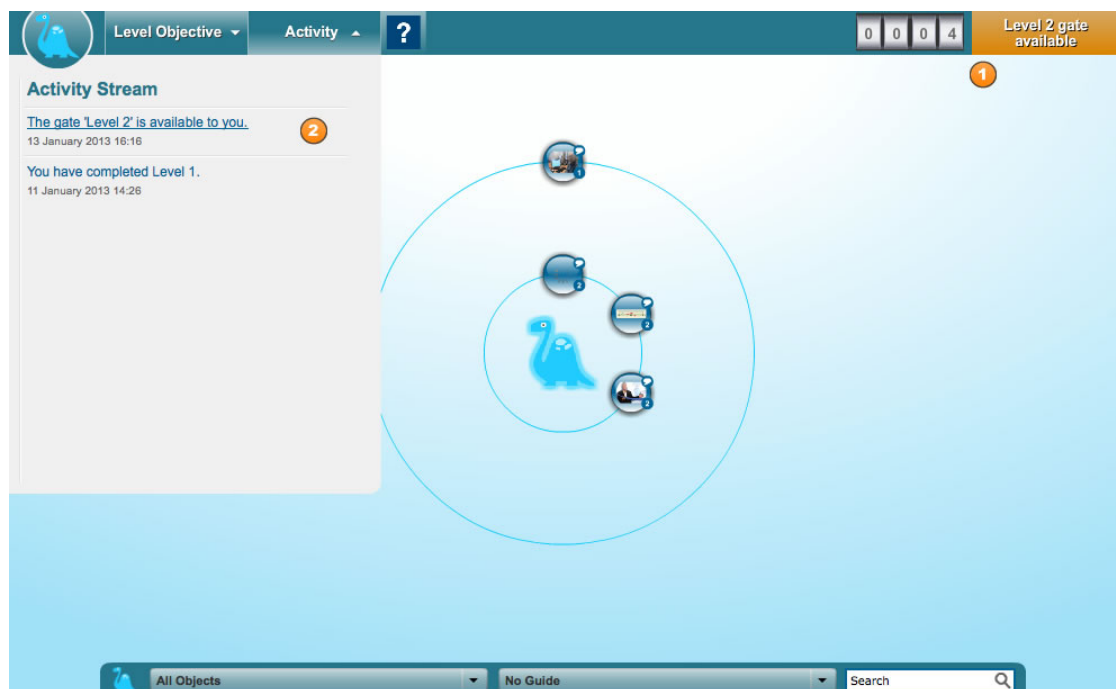 Level Objective
Activity
?
0 0 0 4
Level 2 gate
available
1
Activity Stream
The gate 'Level 2' is available to you.
2
13 January 2013 16:16
You have completed Level 1.
11 January 2013 14:26
1
2
2
2
All Objects
No Guide
Search